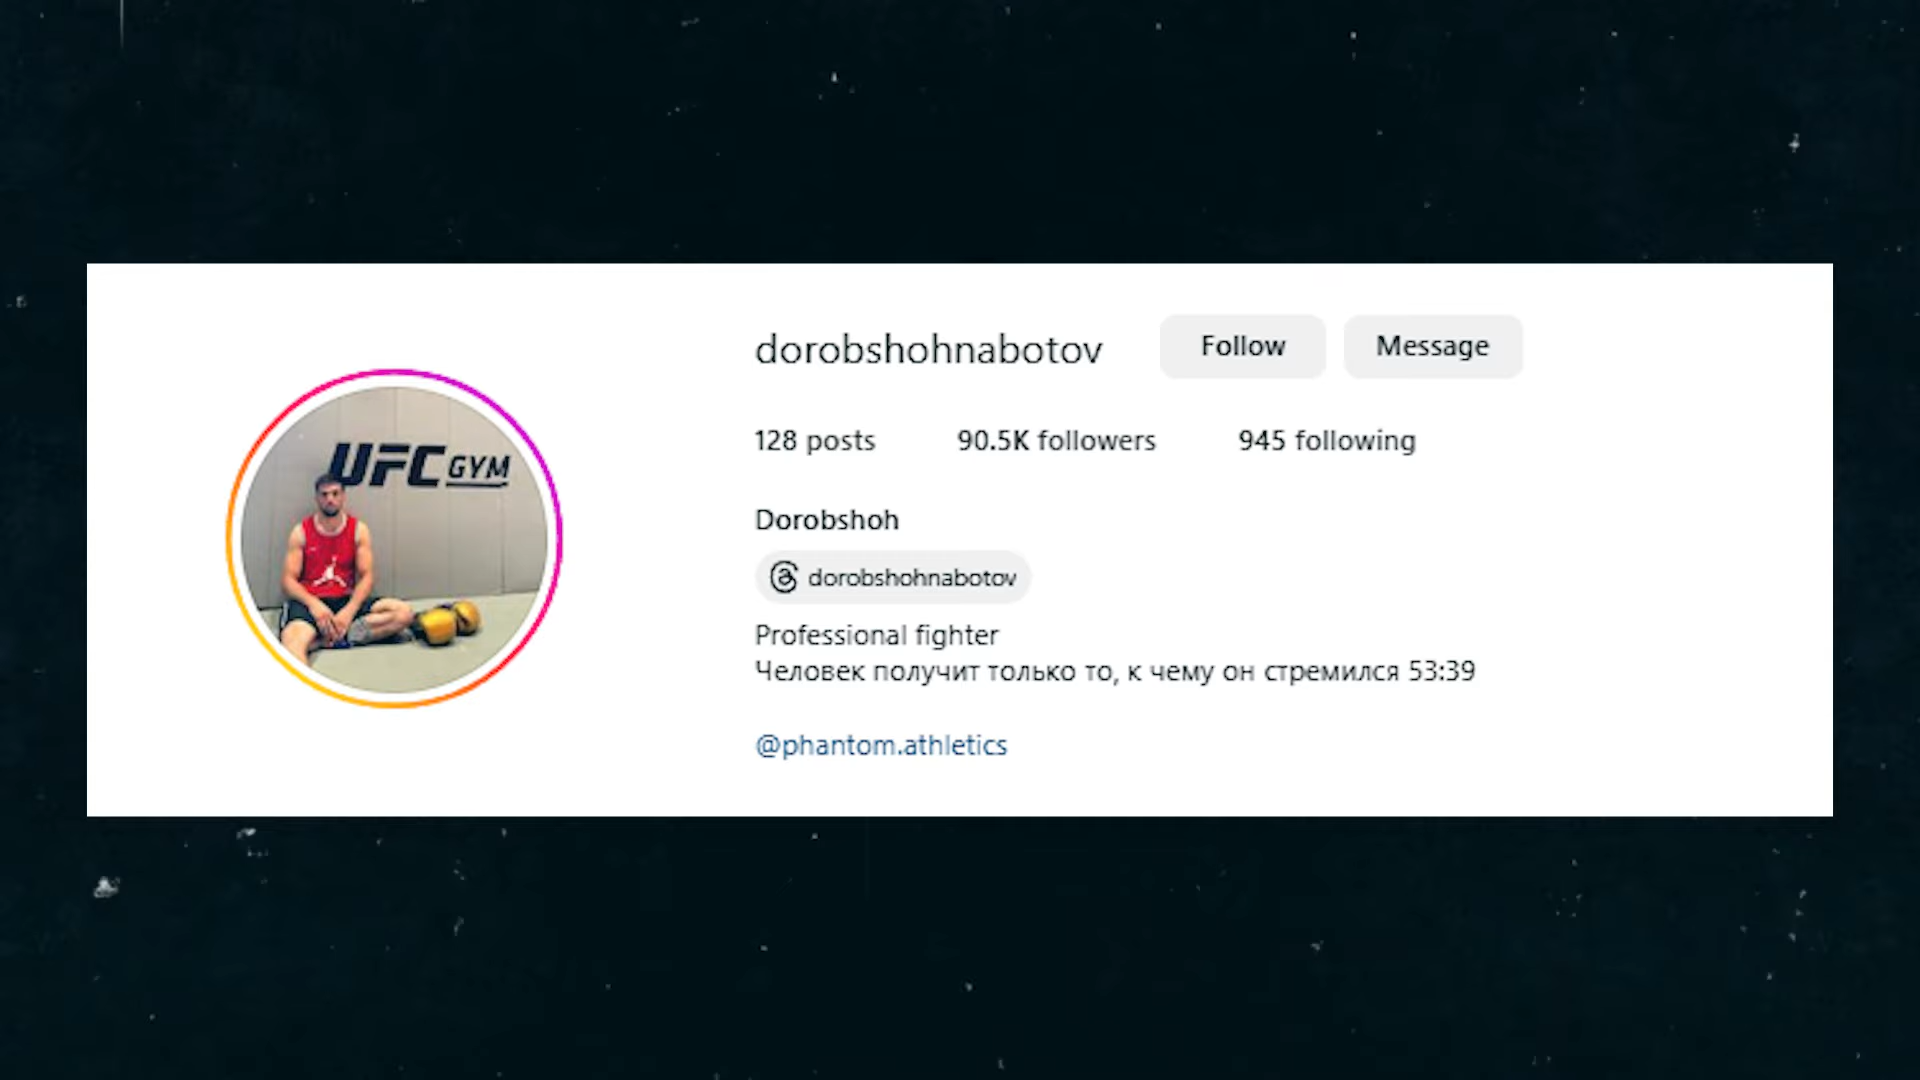 dorobshohnabotov Follow Message
128 posts 90.5K followers 945 following
Dorobshoh
dorobshohnabotov
Professional fighter
Человек получит только то, к чему он стремился 53:39
@phantom.athletics
UFC GYM